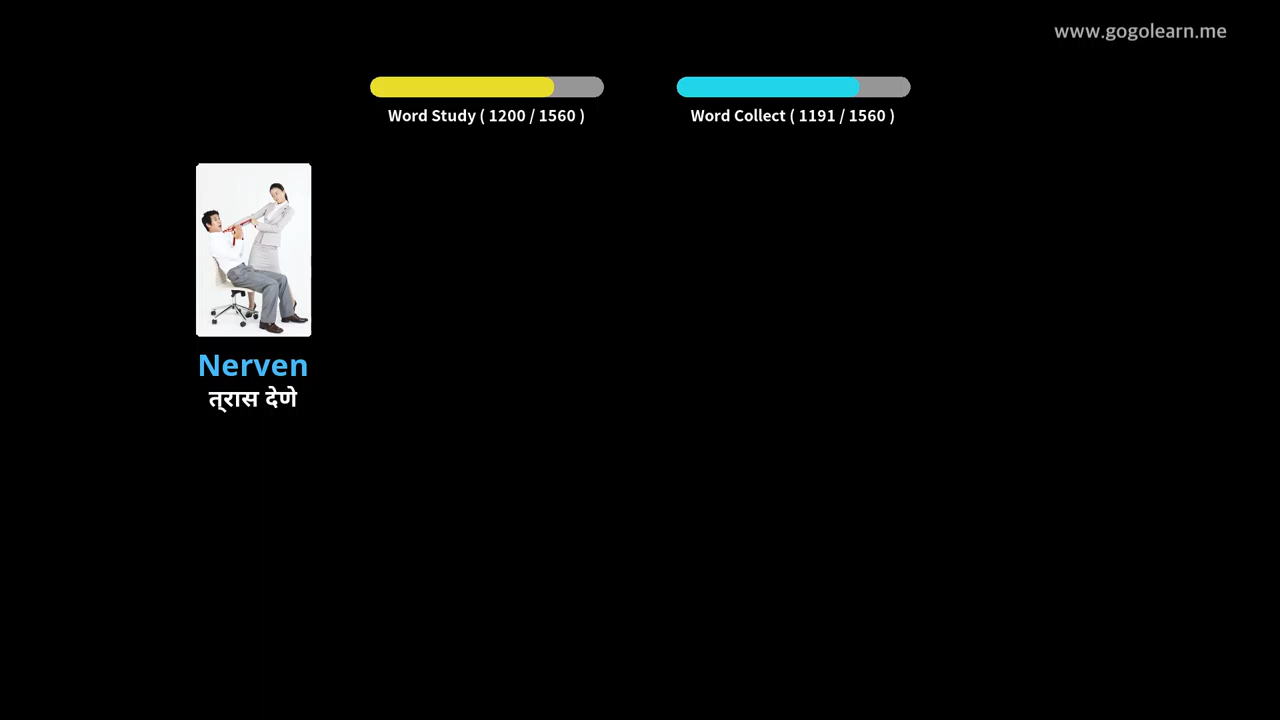 www.gogolearn.me
Word Study ( 1200 / 1560 )
Word Collect ( 1191 / 1560 )
Nerven
त्रास देणे